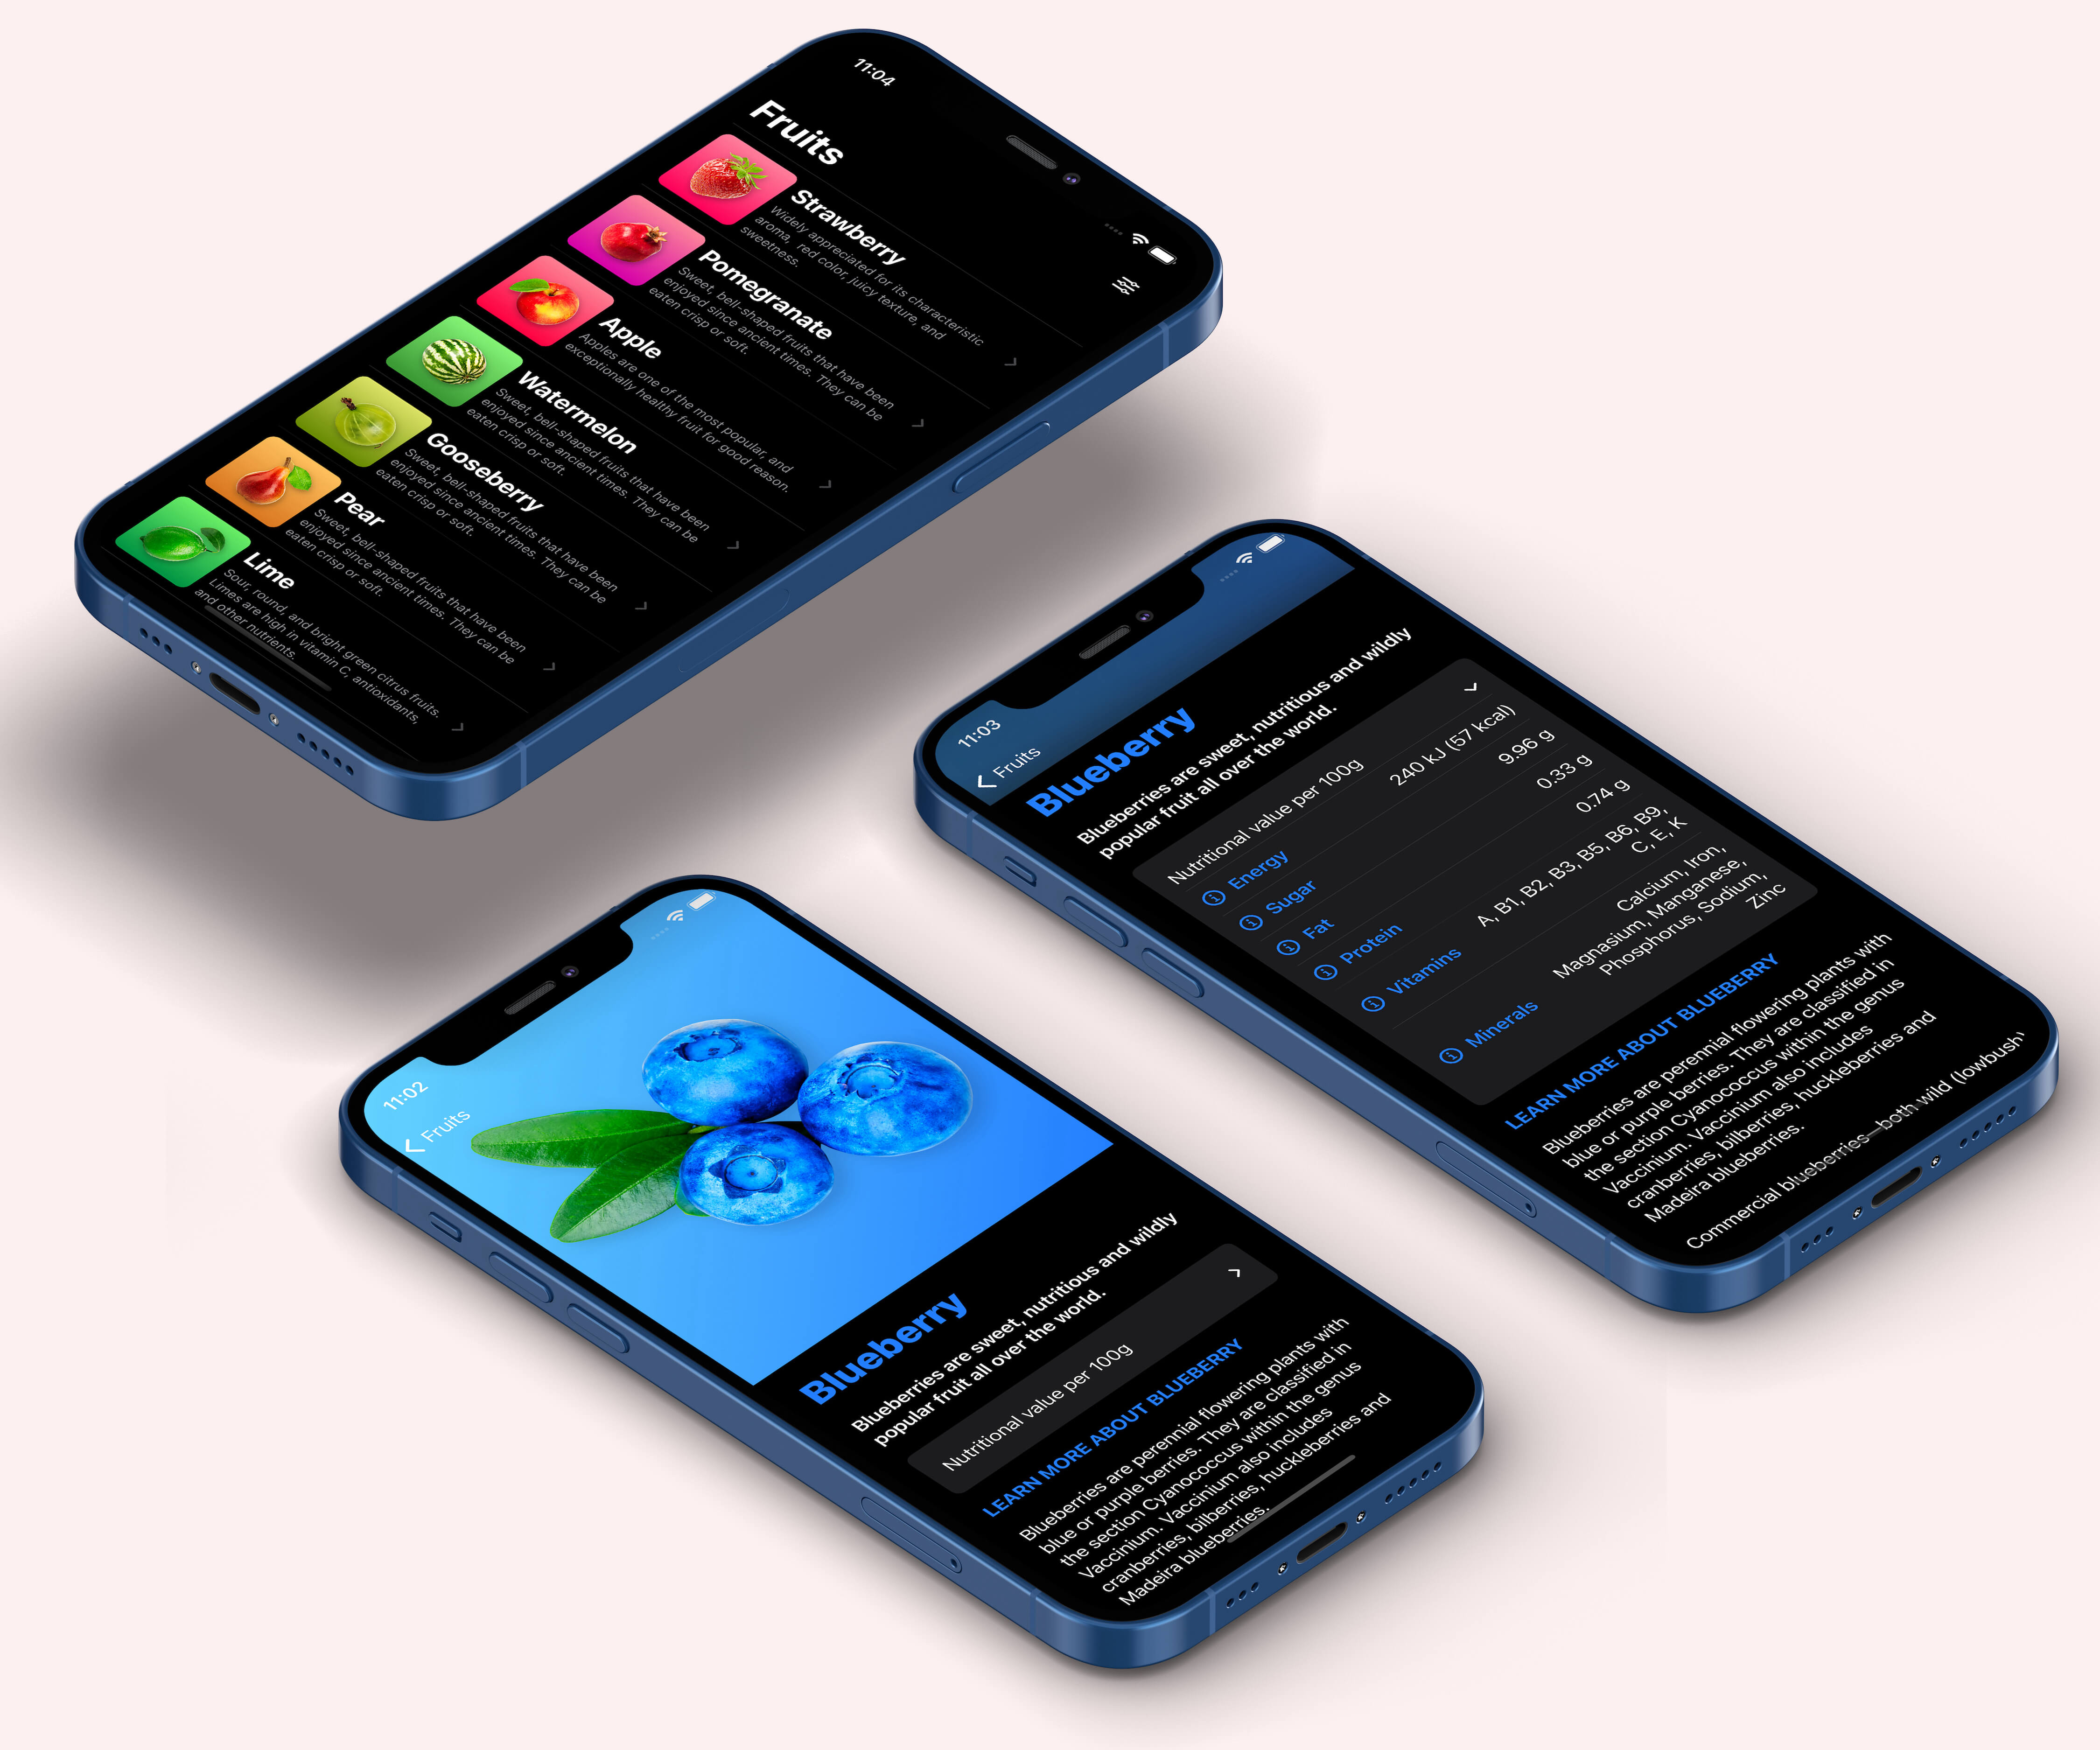 11:04
Fruits
Strawberry
Widely appreciated for its characteristic
aroma, red color, juicy texture, and
sweetness.
Pomegranate
Sweet, bell-shaped fruits that have been
enjoyed since ancient times. They can be
eaten crisp or soft.
Apple
Apples are one of the most popular, and
exceptionally healthy fruit for good reason.
Watermelon
Sweet, bell-shaped fruits that have been
enjoyed since ancient times. They can be
eaten crisp or soft.
Gooseberry
Sweet, bell-shaped fruits that have been
enjoyed since ancient times. They can be
eaten crisp or soft.
Pear
Sweet, bell-shaped fruits that have been
enjoyed since ancient times. They can be
eaten crisp or soft.
Lime
Sour, round, and bright green citrus fruits.
Limes are high in vitamin C, antioxidants,
and other nutrients.
11:03
Fruits
Blueberry
Blueberries are sweet, nutritious and wildly
popular fruit all over the world.
Nutritional value per 100g
Energy 240 kJ (57 kcal)
Sugar 9.96 g
Fat 0.33 g
Protein 0.74 g
Vitamins A, B1, B2, B3, B5, B6, B9,
C, E, K
Minerals Calcium, Iron,
Magnasium, Manganese,
Phosphorus, Sodium,
Zinc
LEARN MORE ABOUT BLUEBERRY
Blueberries are perennial flowering plants with
blue or purple berries. They are classified in
the section Cyanococcus within the genus
Vaccinium. Vaccinium also includes
cranberries, bilberries, huckleberries and
Madeira blueberries.
Commercial blueberries—both wild (lowbush'
11:02
Fruits
Blueberry
Blueberries are sweet, nutritious and wildly
popular fruit all over the world.
Nutritional value per 100g
LEARN MORE ABOUT BLUEBERRY
Blueberries are perennial flowering plants with
blue or purple berries. They are classified in
the section Cyanococcus within the genus
Vaccinium. Vaccinium also includes
cranberries, bilberries, huckleberries and
Madeira blueberries.